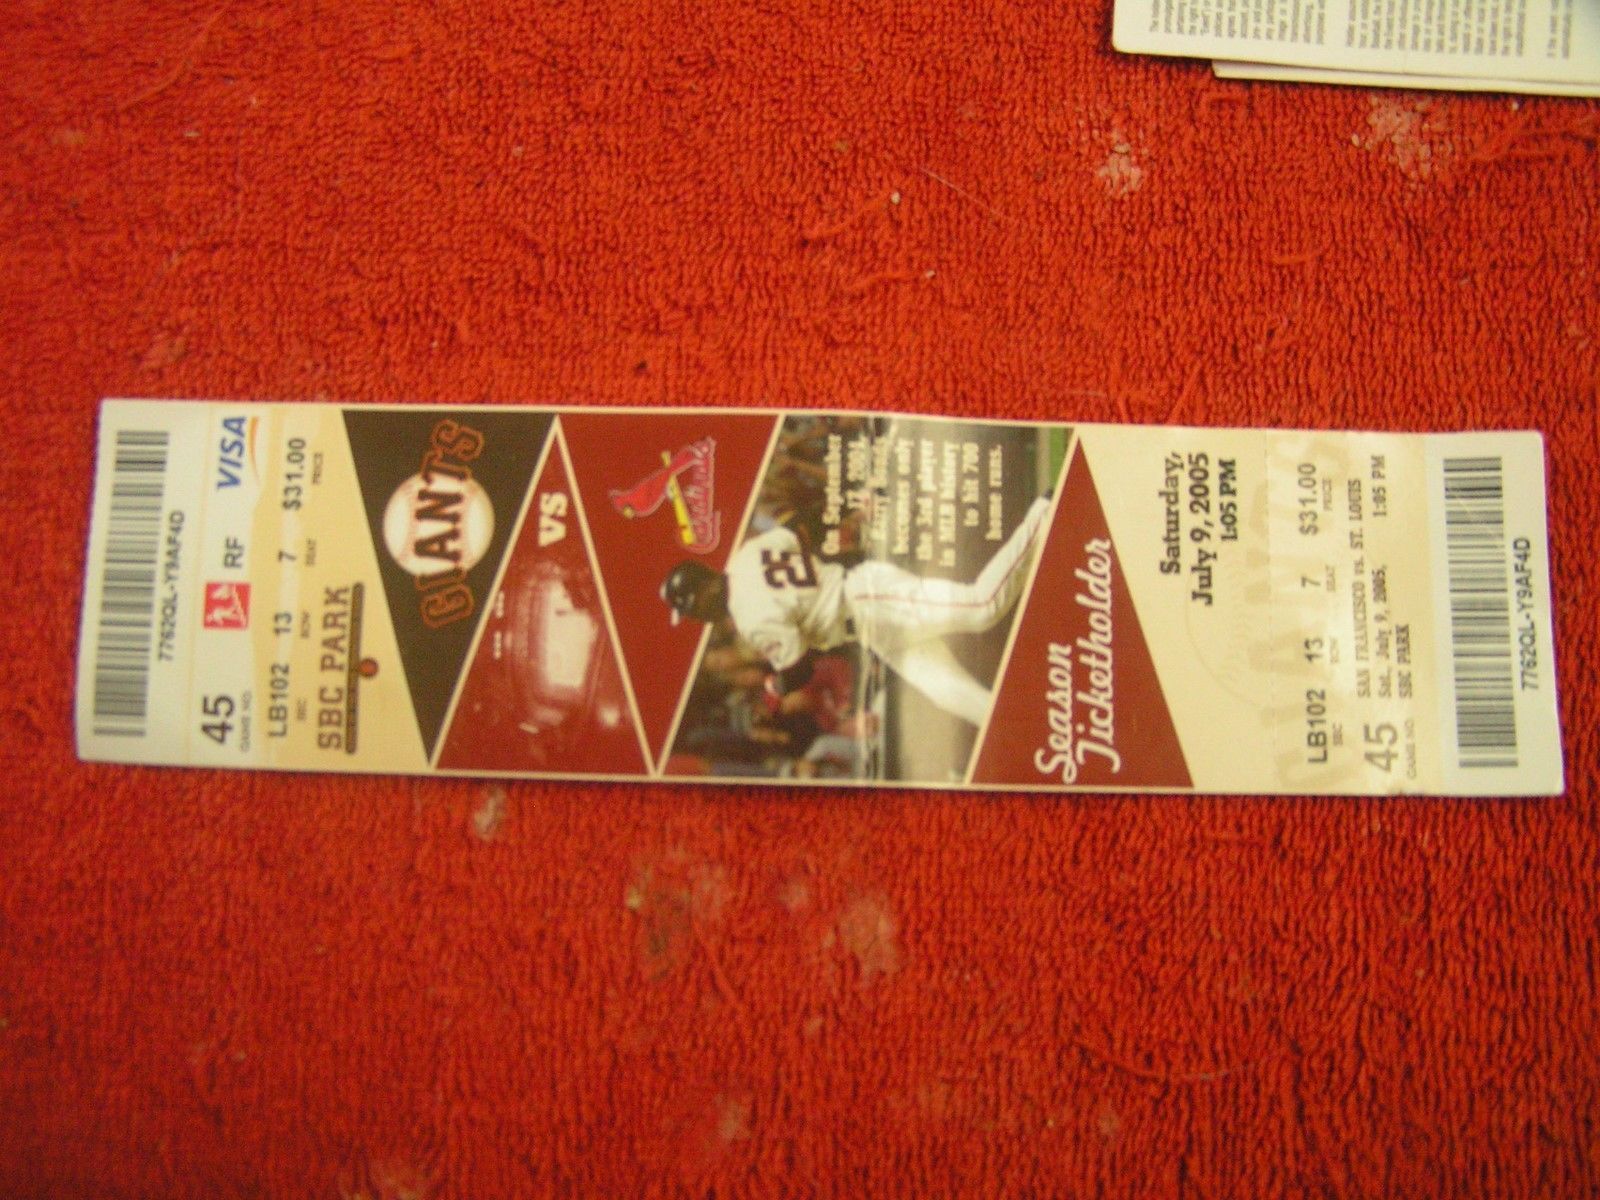 7762QL-Y9AF4D
45
GAME NO.
RF
VISA
LB102 13 7 $31.00
SEC ROW SEAT PRICE
SBC PARK
GIANTS
VS
Cardinals
On September
17, 2004,
Barry Bonds
became only
the 3rd player
in MLB history
to hit 700
home runs.
25
Season
Ticketholder
Saturday,
July 9, 2005
1:05 PM
LB102 13 7 $31.00
SEC ROW SEAT PRICE
45
GAME NO.
SAN FRANCISCO vs. ST. LOUIS
Sat, July 9, 2005, 1:05 PM
SBC PARK
7762QL-Y9AF4D